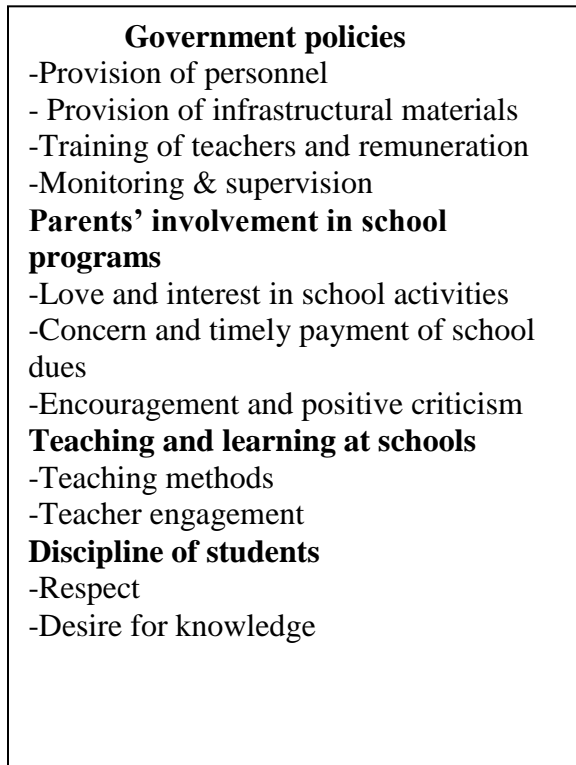 Government policies
-Provision of personnel
- Provision of infrastructural materials
-Training of teachers and remuneration
-Monitoring & supervision
Parents’ involvement in school
programs
-Love and interest in school activities
-Concern and timely payment of school
dues
-Encouragement and positive criticism
Teaching and learning at schools
-Teaching methods
-Teacher engagement
Discipline of students
-Respect
-Desire for knowledge